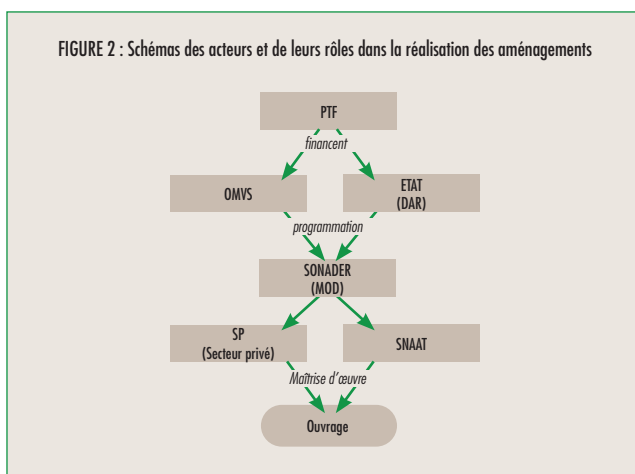 FIGURE 2 : Schémas des acteurs et de leurs rôles dans la réalisation des aménagements
PTF
financent
OMVS
ETAT
(DAR)
programmation
SONADER
(MOD)
SP
(Secteur privé)
SNAAT
Maîtrise d'œuvre
Ouvrage